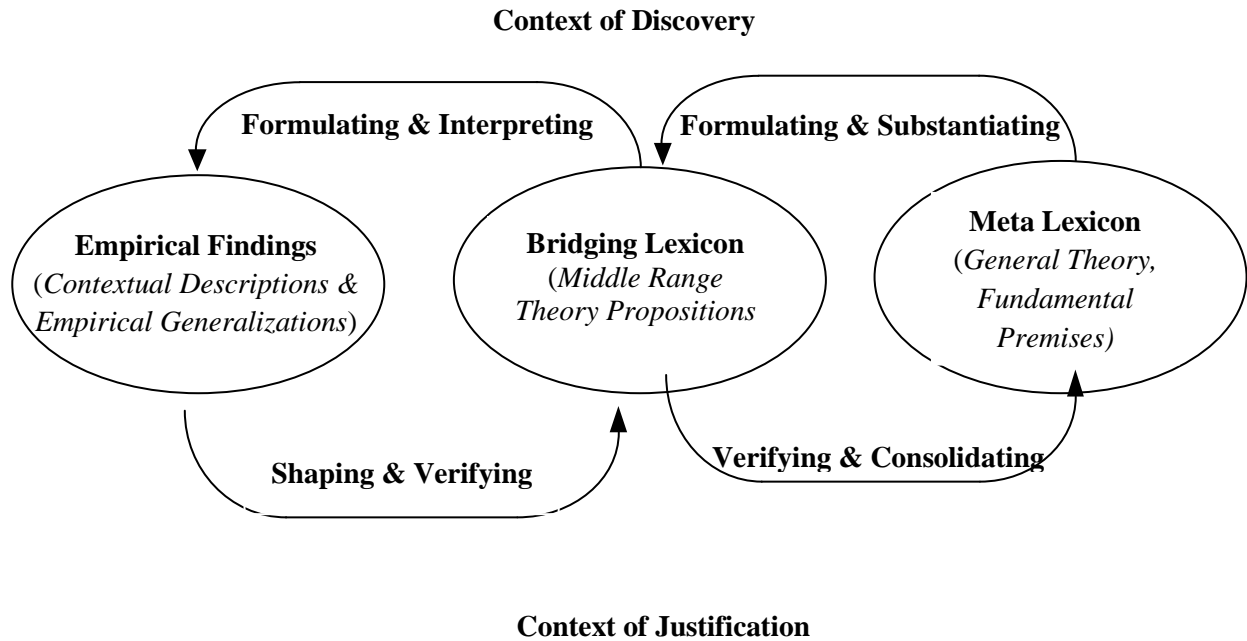 Context of Discovery
Formulating & Interpreting
Formulating & Substantiating
Empirical Findings
(Contextual Descriptions &
Empirical Generalizations)
Bridging Lexicon
(Middle Range
Theory Propositions
Meta Lexicon
(General Theory,
Fundamental
Premises)
Shaping & Verifying
Verifying & Consolidating
Context of Justification